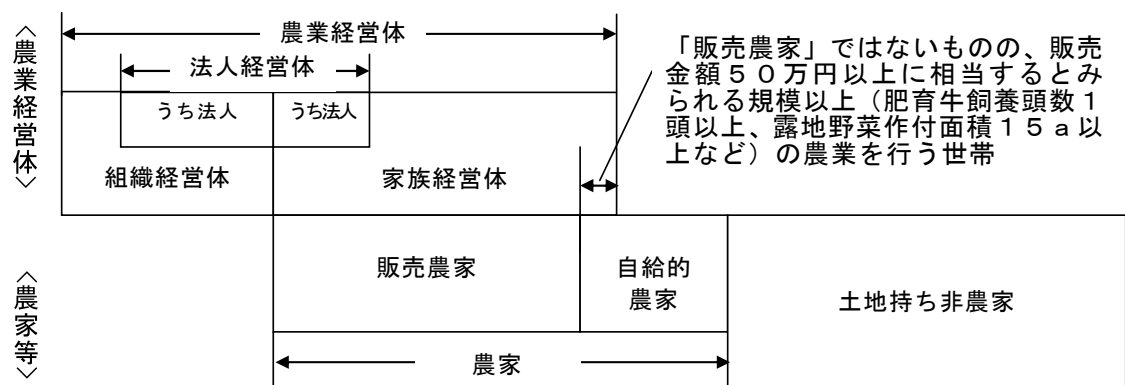 〈農業経営体〉
農業経営体
法人経営体
うち法人
うち法人
組織経営体
家族経営体
「販売農家」ではないものの、販売
金額５０万円以上に相当するとみ
られる規模以上（肥育牛飼養頭数１
頭以上、露地野菜作付面積１５ａ以
上など）の農業を行う世帯
〈農家等〉
販売農家
自給的
農家
土地持ち非農家
農家